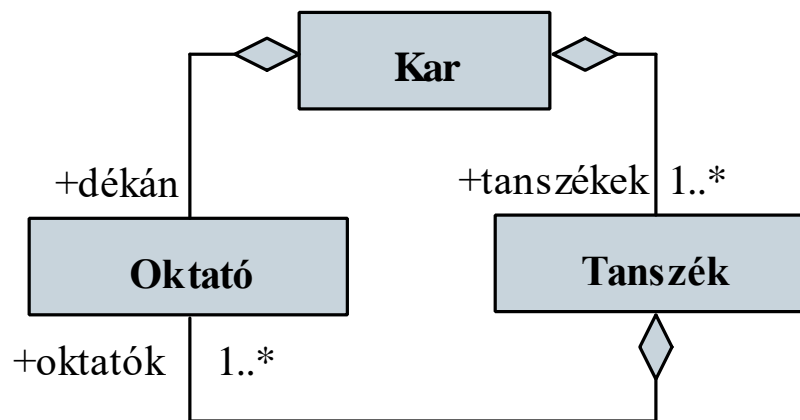 Kar
+dékán
+tanszékek 1..*
Oktató
Tanszék
+oktatók 1..*